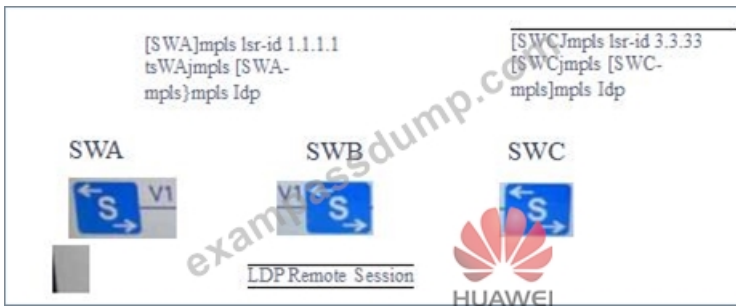 [SWA]mpls lsr-id 1.1.1.1
tsWAjmpls [SWA-
mpls}mpls Idp
[SWCJmpls lsr-id 3.3.33
[SWCjmpls [SWC-
mpls]mpls Idp
SWA
SWB
SWC
V1
V1
S
S
S
exampassdump.com
LDP Remote Session
HUAWEI